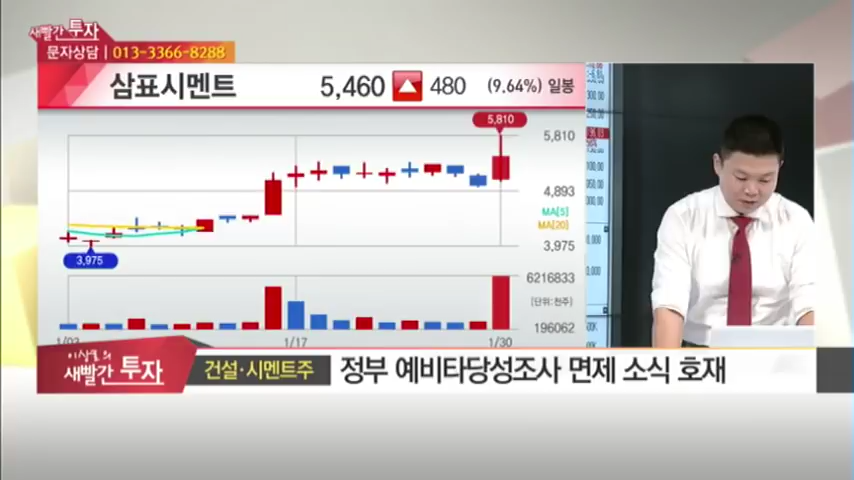 새빨간 투자
문자상담 | 013-3366-8288
삼표시멘트 5,460 ▲ 480 (9.64%) 일봉
5,810
5,810
4,893
MA[5]
MA[20]
3,975
3,975
6216833
[단위:천주]
196062
1/17
1/30
새빨간 투자
건설·시멘트주
정부 예비타당성조사 면제 소식 호재